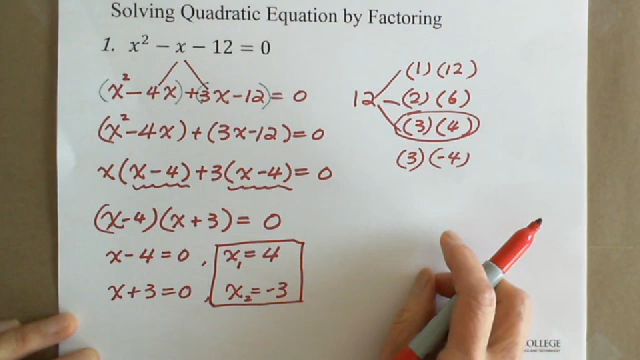 Solving Quadratic Equation by Factoring
1. x² − x − 12 = 0
(x² − 4x) + (3x − 12) = 0
(x² − 4x) + (3x − 12) = 0
x(x − 4) + 3(x − 4) = 0
(x − 4)(x + 3) = 0
x − 4 = 0 , x₁ = 4
x + 3 = 0 , x₂ = −3
12
(1)(12)
(2)(6)
(3)(4)
(3)(−4)
OLLEGE